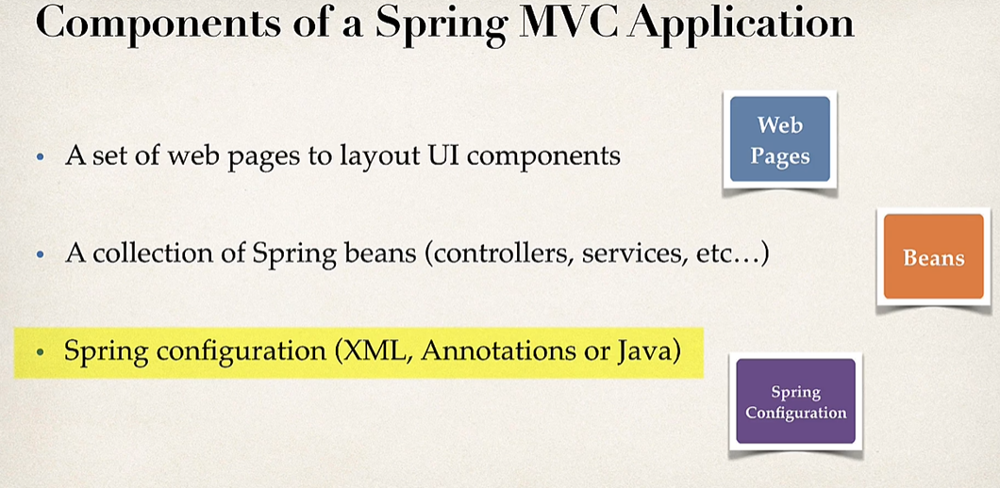 Components of a Spring MVC Application
• A set of web pages to layout UI components
Web
Pages
• A collection of Spring beans (controllers, services, etc…)
Beans
• Spring configuration (XML, Annotations or Java)
Spring
Configuration